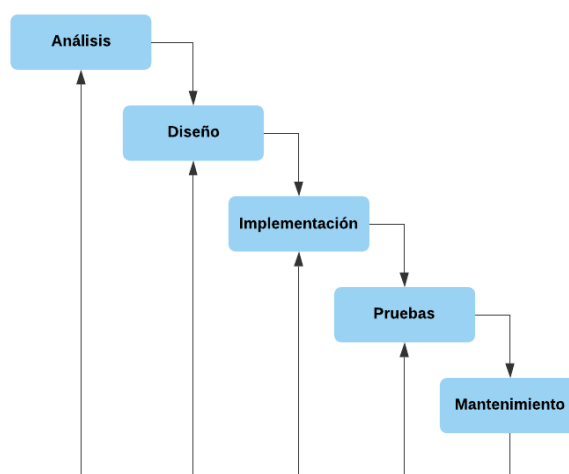 Análisis
Diseño
Implementación
Pruebas
Mantenimiento